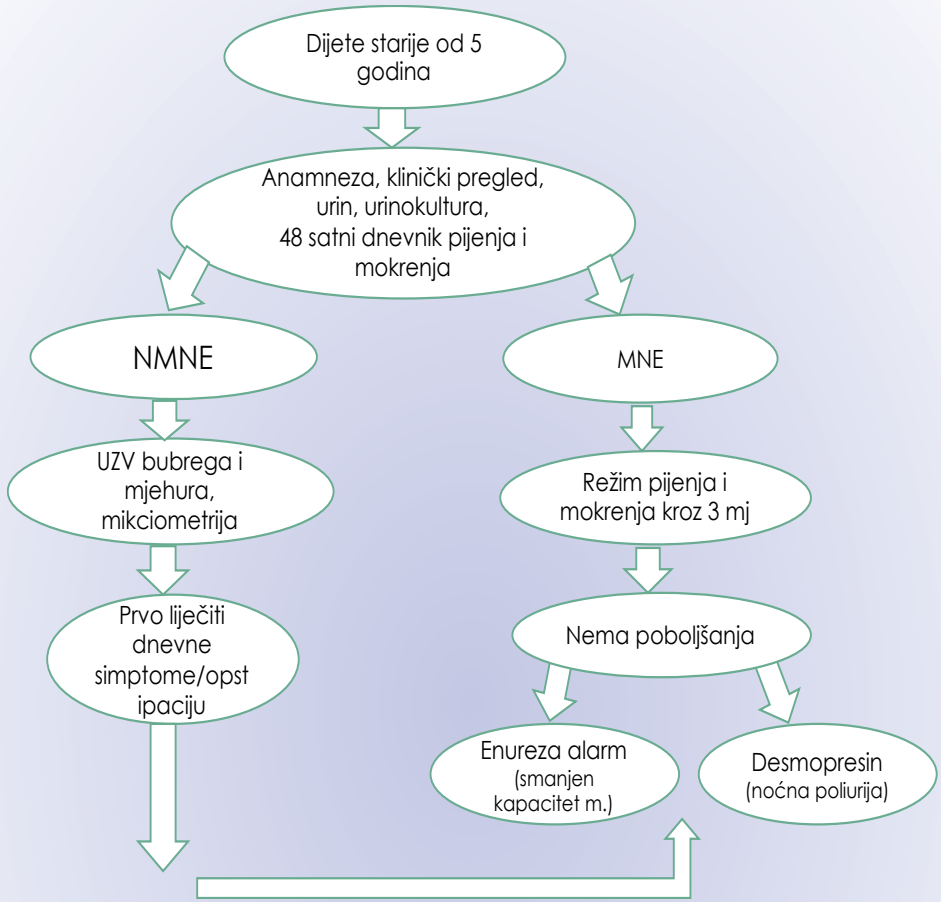 Dijete starije od 5
godina
Anamneza, klinički pregled,
urin, urinokultura,
48 satni dnevnik pijenja i
mokrenja
NMNE
MNE
UZV bubrega i
mjehura,
mikciometrija
Režim pijenja i
mokrenja kroz 3 mj
Prvo liječiti
dnevne
simptome/opst
ipaciju
Nema poboljšanja
Enureza alarm
(smanjen
kapacitet m.)
Desmopresin
(noćna poliurija)